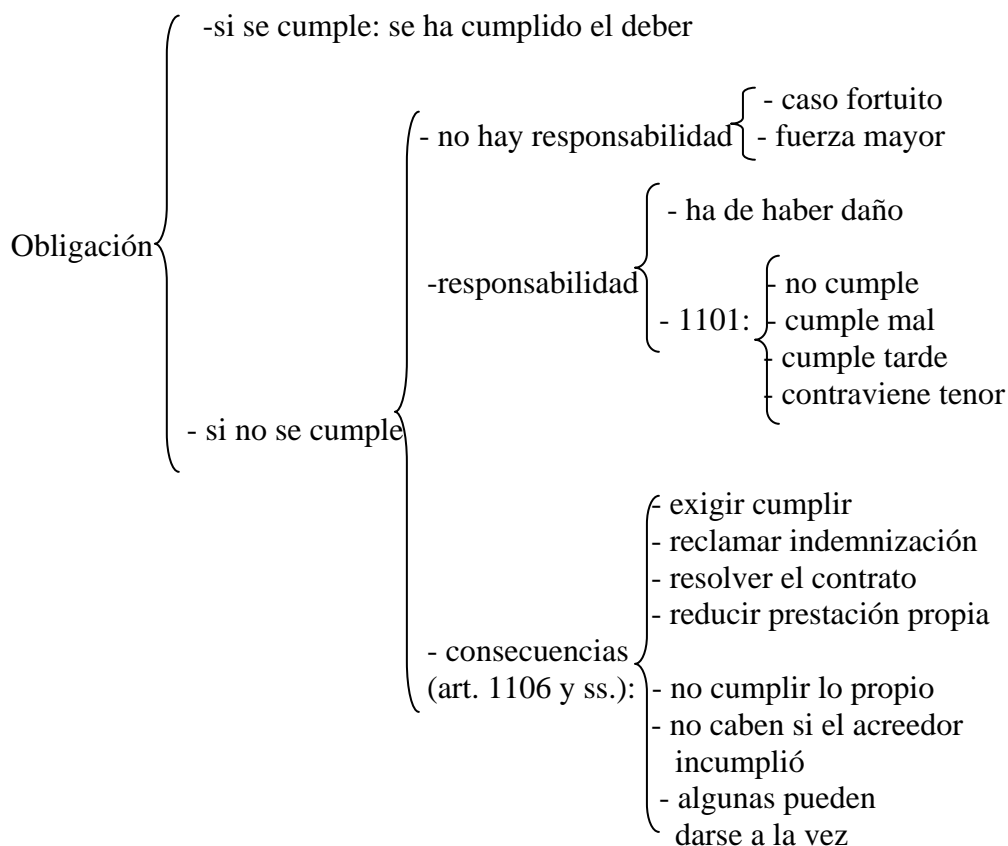 -si se cumple: se ha cumplido el deber
- caso fortuito
- no hay responsabilidad
- fuerza mayor
- ha de haber daño
Obligación
-responsabilidad
- no cumple
- 1101:
- cumple mal
- cumple tarde
- contraviene tenor
- si no se cumple
- exigir cumplir
- reclamar indemnización
- resolver el contrato
- reducir prestación propia
- consecuencias
(art. 1106 y ss.):
- no cumplir lo propio
- no caben si el acreedor
incumplió
- algunas pueden
darse a la vez